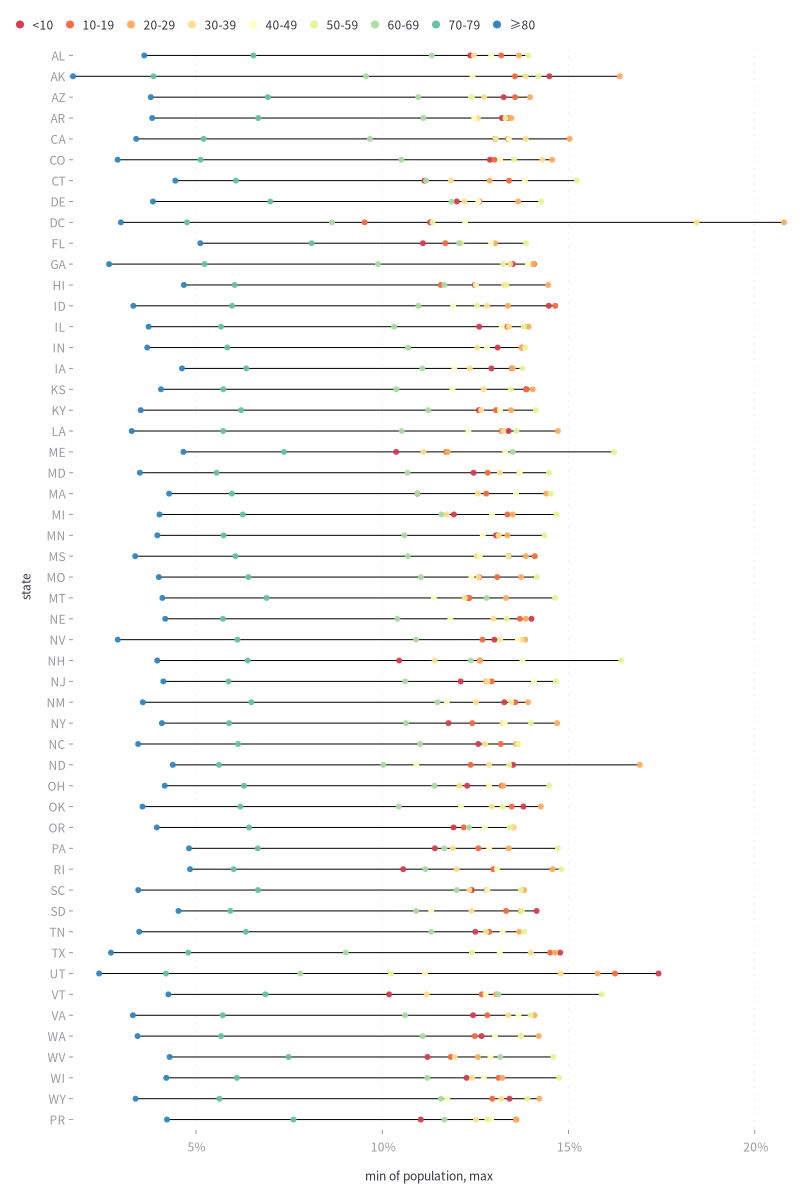 <10 10-19 20-29 30-39 40-49 50-59 60-69 70-79 ≥80
AL
AK
AZ
AR
CA
CO
CT
DE
DC
FL
GA
HI
ID
IL
IN
IA
KS
KY
LA
ME
MD
MA
MI
MN
MS
MO
MT
NE
NV
NH
NJ
NM
NY
NC
ND
OH
OK
OR
PA
RI
SC
SD
TN
TX
UT
VT
VA
WA
WV
WI
WY
PR
state
5% 10% 15% 20%
min of population, max